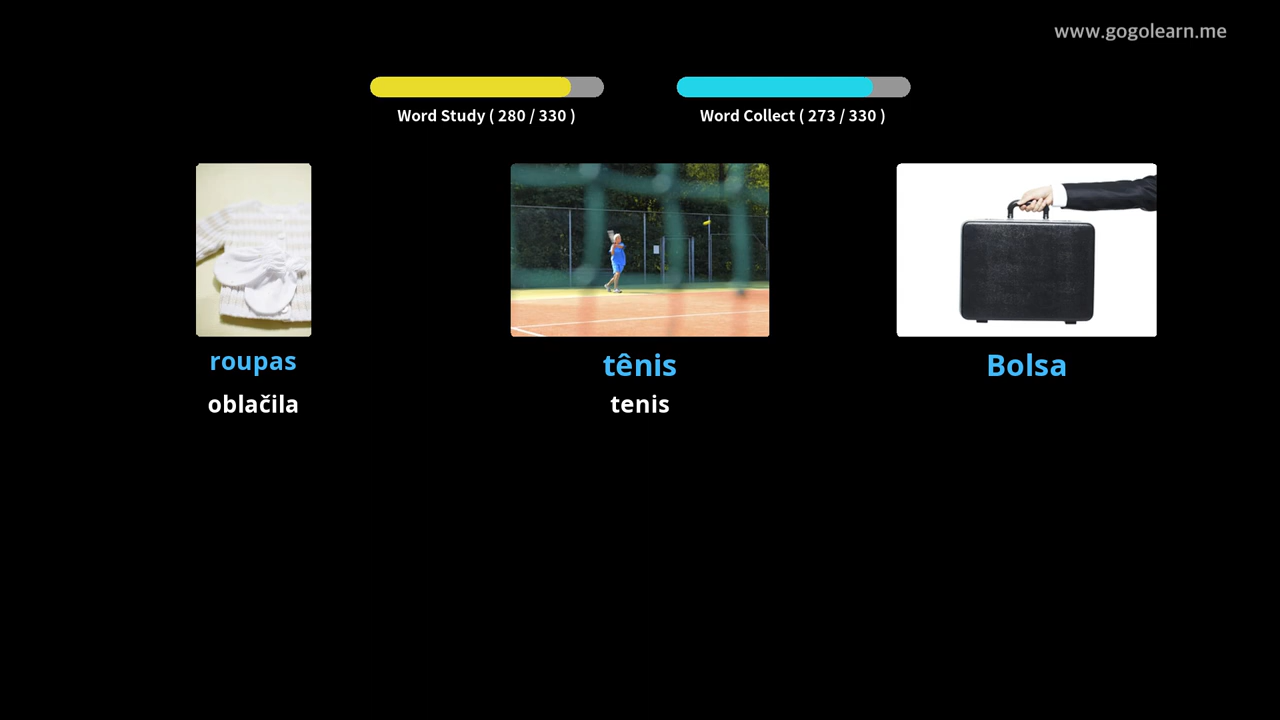 www.gogolearn.me
Word Study ( 280 / 330 )
Word Collect ( 273 / 330 )
roupas
tênis
Bolsa
oblačila
tenis